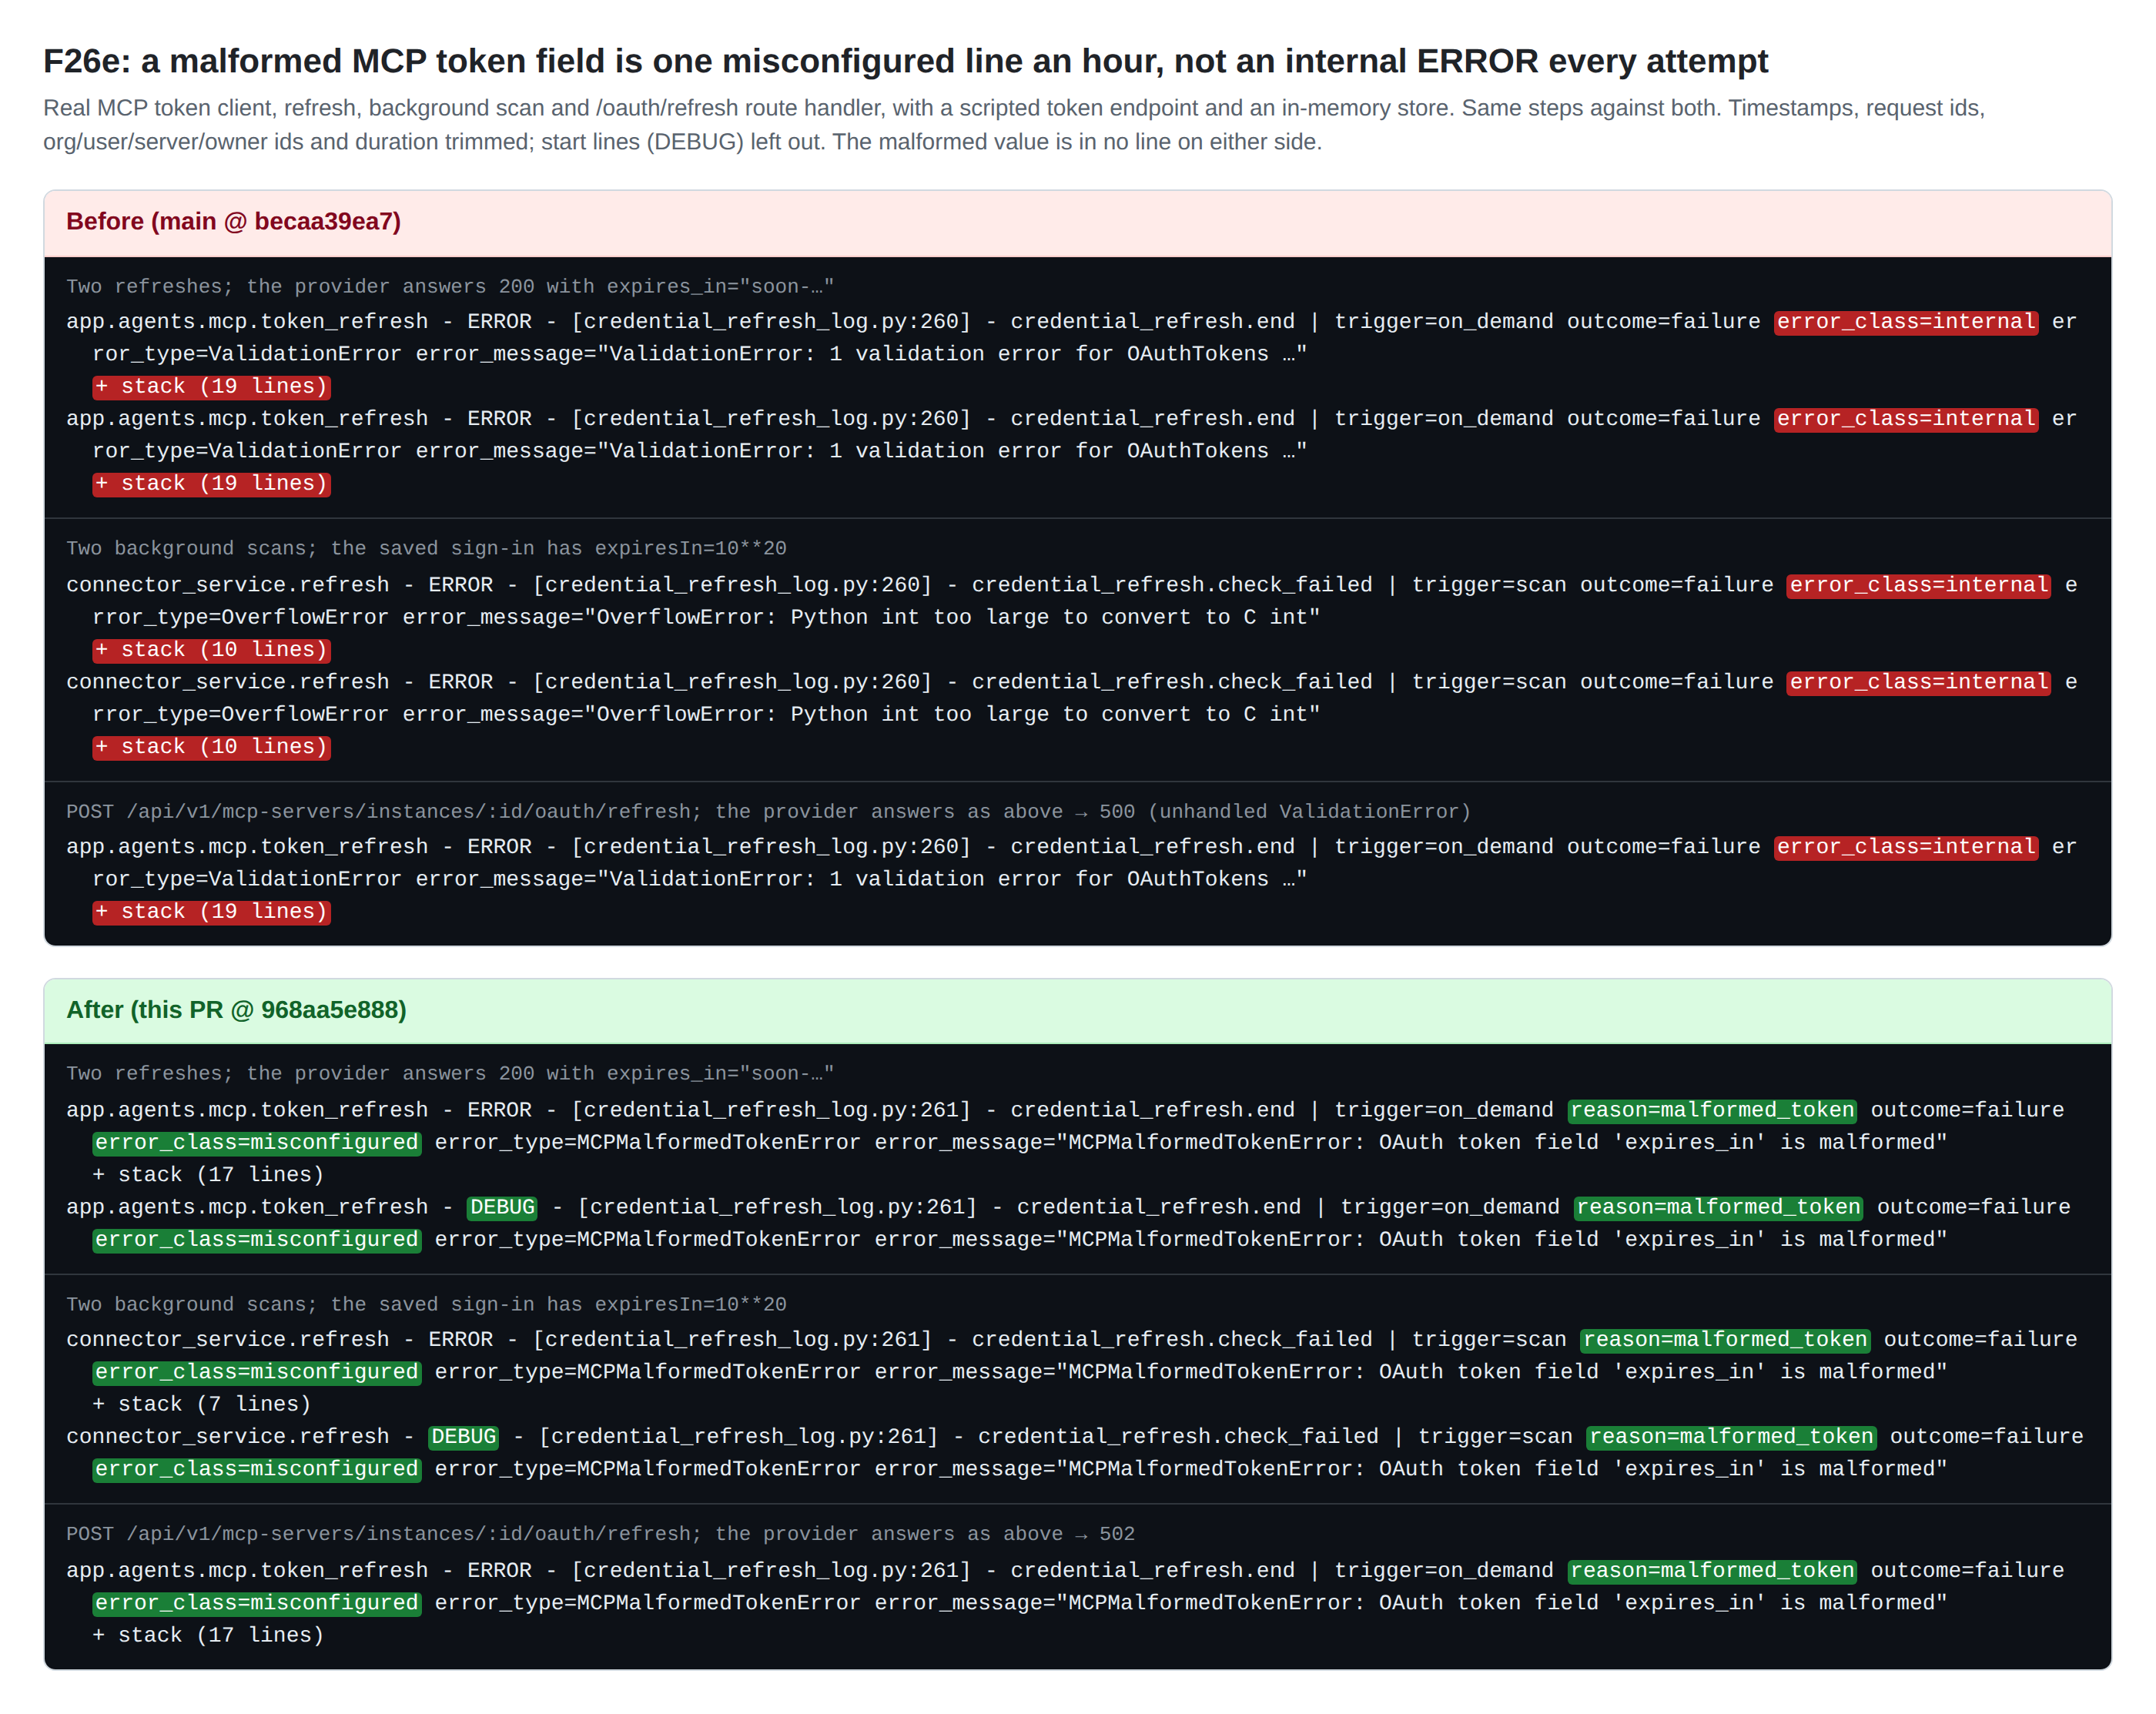 F26e: a malformed MCP token field is one misconfigured line an hour, not an internal ERROR every attempt
Real MCP token client, refresh, background scan and /oauth/refresh route handler, with a scripted token endpoint and an in-memory store. Same steps against both. Timestamps, request ids,
org/user/server/owner ids and duration trimmed; start lines (DEBUG) left out. The malformed value is in no line on either side.
Before (main @ becaa39ea7)
Two refreshes; the provider answers 200 with expires_in="soon-…"
app.agents.mcp.token_refresh - ERROR - [credential_refresh_log.py:260] - credential_refresh.end | trigger=on_demand outcome=failure error_class=internal er
ror_type=ValidationError error_message="ValidationError: 1 validation error for OAuthTokens …"
+ stack (19 lines)
app.agents.mcp.token_refresh - ERROR - [credential_refresh_log.py:260] - credential_refresh.end | trigger=on_demand outcome=failure error_class=internal er
ror_type=ValidationError error_message="ValidationError: 1 validation error for OAuthTokens …"
+ stack (19 lines)
Two background scans; the saved sign-in has expiresIn=10**20
connector_service.refresh - ERROR - [credential_refresh_log.py:260] - credential_refresh.check_failed | trigger=scan outcome=failure error_class=internal e
rror_type=OverflowError error_message="OverflowError: Python int too large to convert to C int"
+ stack (10 lines)
connector_service.refresh - ERROR - [credential_refresh_log.py:260] - credential_refresh.check_failed | trigger=scan outcome=failure error_class=internal e
rror_type=OverflowError error_message="OverflowError: Python int too large to convert to C int"
+ stack (10 lines)
POST /api/v1/mcp-servers/instances/:id/oauth/refresh; the provider answers as above → 500 (unhandled ValidationError)
app.agents.mcp.token_refresh - ERROR - [credential_refresh_log.py:260] - credential_refresh.end | trigger=on_demand outcome=failure error_class=internal er
ror_type=ValidationError error_message="ValidationError: 1 validation error for OAuthTokens …"
+ stack (19 lines)
After (this PR @ 968aa5e888)
Two refreshes; the provider answers 200 with expires_in="soon-…"
app.agents.mcp.token_refresh - ERROR - [credential_refresh_log.py:261] - credential_refresh.end | trigger=on_demand reason=malformed_token outcome=failure
error_class=misconfigured error_type=MCPMalformedTokenError error_message="MCPMalformedTokenError: OAuth token field 'expires_in' is malformed"
+ stack (17 lines)
app.agents.mcp.token_refresh - DEBUG - [credential_refresh_log.py:261] - credential_refresh.end | trigger=on_demand reason=malformed_token outcome=failure
error_class=misconfigured error_type=MCPMalformedTokenError error_message="MCPMalformedTokenError: OAuth token field 'expires_in' is malformed"
Two background scans; the saved sign-in has expiresIn=10**20
connector_service.refresh - ERROR - [credential_refresh_log.py:261] - credential_refresh.check_failed | trigger=scan reason=malformed_token outcome=failure
error_class=misconfigured error_type=MCPMalformedTokenError error_message="MCPMalformedTokenError: OAuth token field 'expires_in' is malformed"
+ stack (7 lines)
connector_service.refresh - DEBUG - [credential_refresh_log.py:261] - credential_refresh.check_failed | trigger=scan reason=malformed_token outcome=failure
error_class=misconfigured error_type=MCPMalformedTokenError error_message="MCPMalformedTokenError: OAuth token field 'expires_in' is malformed"
POST /api/v1/mcp-servers/instances/:id/oauth/refresh; the provider answers as above → 502
app.agents.mcp.token_refresh - ERROR - [credential_refresh_log.py:261] - credential_refresh.end | trigger=on_demand reason=malformed_token outcome=failure
error_class=misconfigured error_type=MCPMalformedTokenError error_message="MCPMalformedTokenError: OAuth token field 'expires_in' is malformed"
+ stack (17 lines)